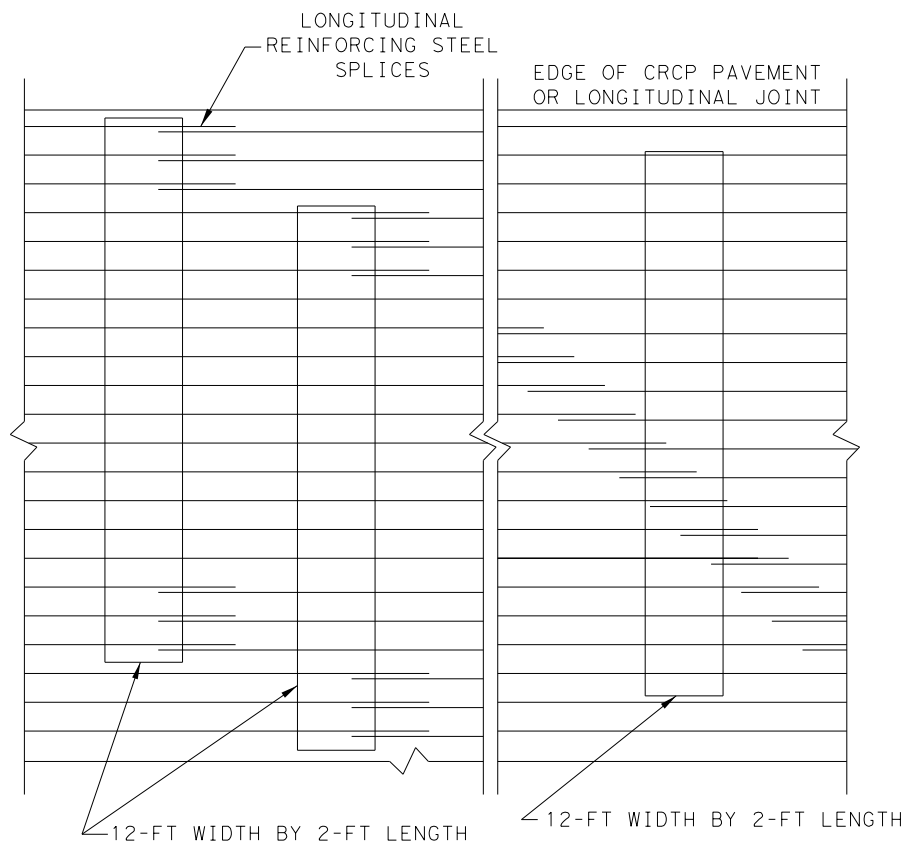 LONGITUDINAL
REINFORCING STEEL
SPLICES
EDGE OF CRCP PAVEMENT
OR LONGITUDINAL JOINT
12-FT WIDTH BY 2-FT LENGTH
12-FT WIDTH BY 2-FT LENGTH